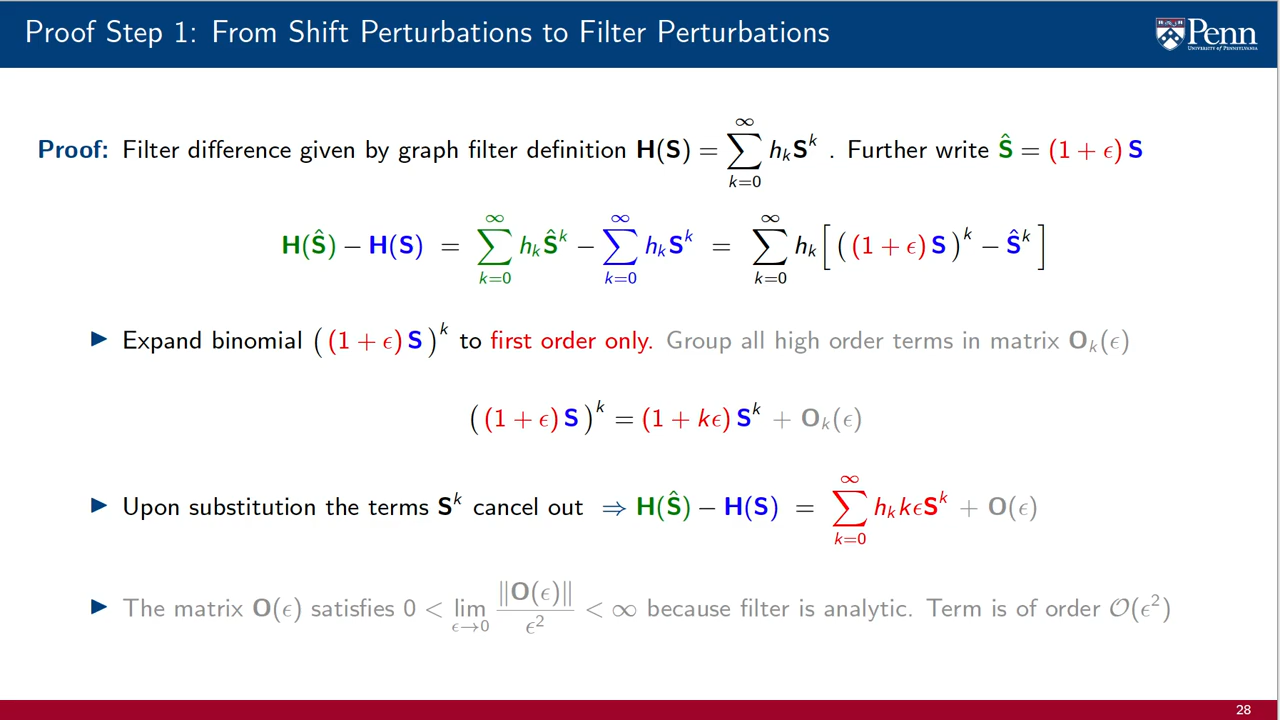 Proof Step 1: From Shift Perturbations to Filter Perturbations
Penn
UNIVERSITY OF PENNSYLVANIA
Proof: Filter difference given by graph filter definition H(S) = ∑_{k=0}^{∞} h_k S^k . Further write Ŝ = (1 + ϵ) S
H(Ŝ) − H(S) = ∑_{k=0}^{∞} h_k Ŝ^k − ∑_{k=0}^{∞} h_k S^k = ∑_{k=0}^{∞} h_k [ ( (1 + ϵ) S )^k − Ŝ^k ]
▶ Expand binomial ( (1 + ϵ) S )^k to first order only. Group all high order terms in matrix O_k(ϵ)
( (1 + ϵ) S )^k = (1 + kϵ) S^k + O_k(ϵ)
▶ Upon substitution the terms S^k cancel out ⇒ H(Ŝ) − H(S) = ∑_{k=0}^{∞} h_k kϵS^k + O(ϵ)
▶ The matrix O(ϵ) satisfies 0 < lim_{ϵ→0} ‖O(ϵ)‖ / ϵ^2 < ∞ because filter is analytic. Term is of order 𝒪(ϵ^2)
28